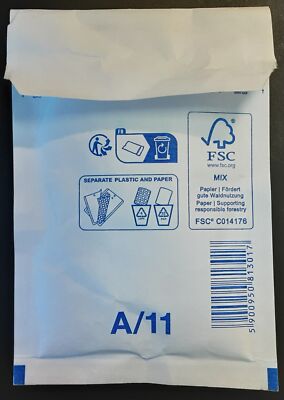 FR
FSC
www.fsc.org
MIX
Papier | Fördert
gute Waldnutzung
Paper | Supporting
responsible forestry
FSC® C014176
SEPARATE PLASTIC AND PAPER
A/11
5 900950 813017